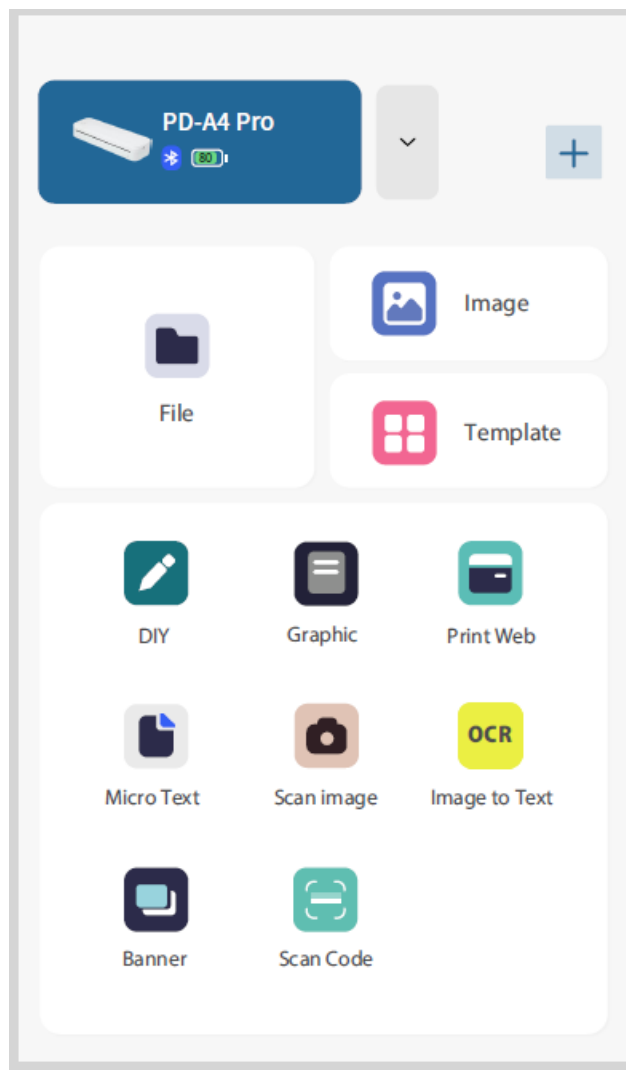 PD-A4 Pro
80
Image
File
Template
DIY
Graphic
Print Web
OCR
Micro Text
Scan image
Image to Text
Banner
Scan Code